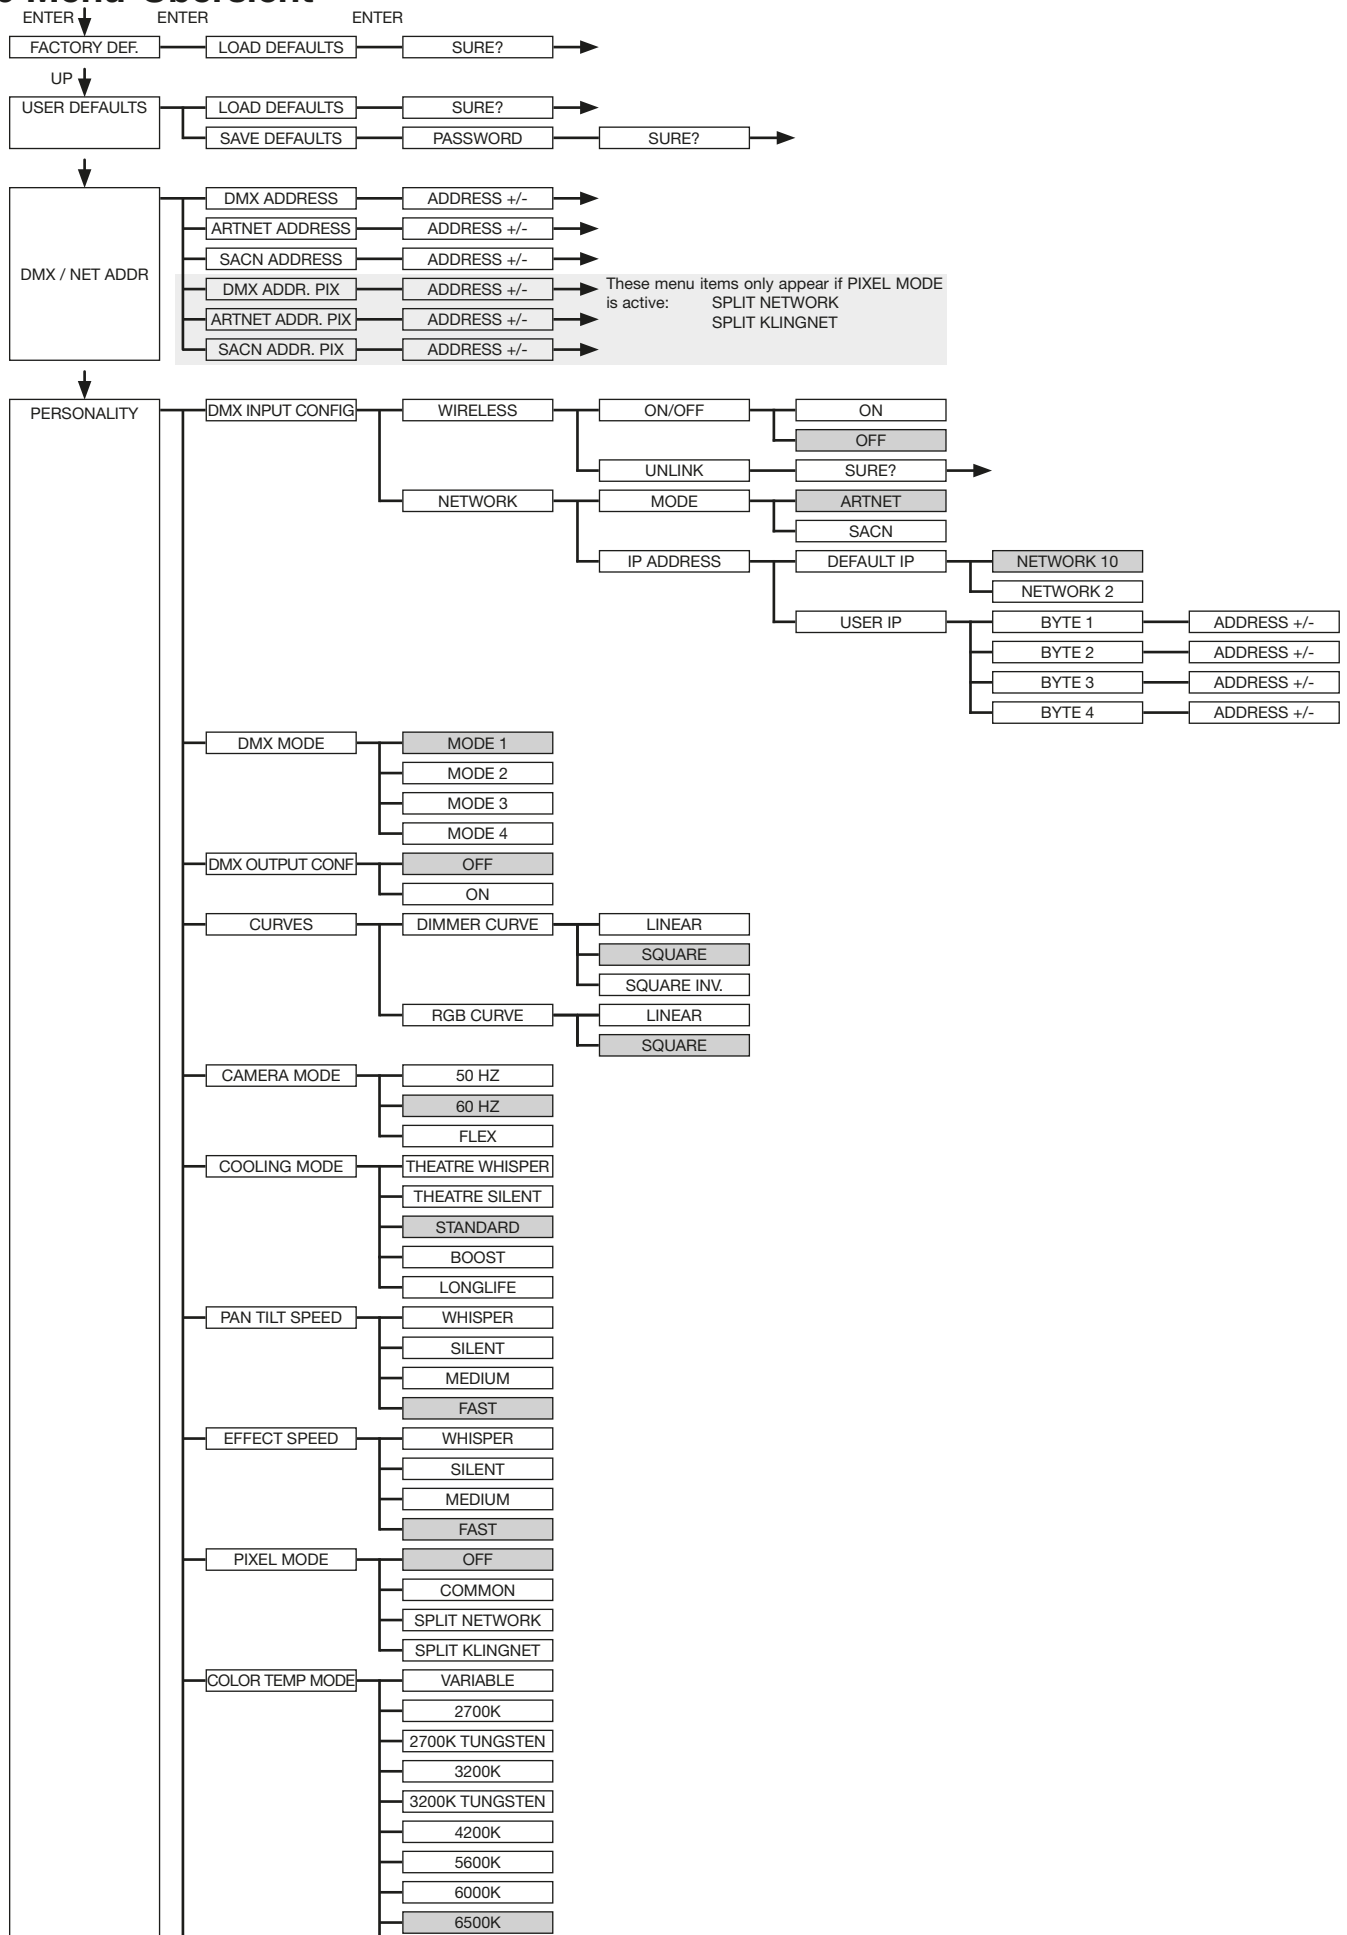 ENTER ENTER ENTER
FACTORY DEF. LOAD DEFAULTS SURE?
UP
USER DEFAULTS LOAD DEFAULTS SURE?
SAVE DEFAULTS PASSWORD SURE?
DMX ADDRESS ADDRESS +/-
ARTNET ADDRESS ADDRESS +/-
SACN ADDRESS ADDRESS +/-
DMX / NET ADDR
DMX ADDR. PIX ADDRESS +/- These menu items only appear if PIXEL MODE
is active: SPLIT NETWORK
ARTNET ADDR. PIX ADDRESS +/- SPLIT KLINGNET
SACN ADDR. PIX ADDRESS +/-
PERSONALITY DMX INPUT CONFIG WIRELESS ON/OFF ON
OFF
UNLINK SURE?
NETWORK MODE ARTNET
SACN
IP ADDRESS DEFAULT IP NETWORK 10
NETWORK 2
USER IP BYTE 1 ADDRESS +/-
BYTE 2 ADDRESS +/-
BYTE 3 ADDRESS +/-
BYTE 4 ADDRESS +/-
DMX MODE MODE 1
MODE 2
MODE 3
MODE 4
DMX OUTPUT CONF OFF
ON
CURVES DIMMER CURVE LINEAR
SQUARE
SQUARE INV.
RGB CURVE LINEAR
SQUARE
CAMERA MODE 50 HZ
60 HZ
FLEX
COOLING MODE THEATRE WHISPER
THEATRE SILENT
STANDARD
BOOST
LONGLIFE
PAN TILT SPEED WHISPER
SILENT
MEDIUM
FAST
EFFECT SPEED WHISPER
SILENT
MEDIUM
FAST
PIXEL MODE OFF
COMMON
SPLIT NETWORK
SPLIT KLINGNET
COLOR TEMP MODE VARIABLE
2700K
2700K TUNGSTEN
3200K
3200K TUNGSTEN
4200K
5600K
6000K
6500K